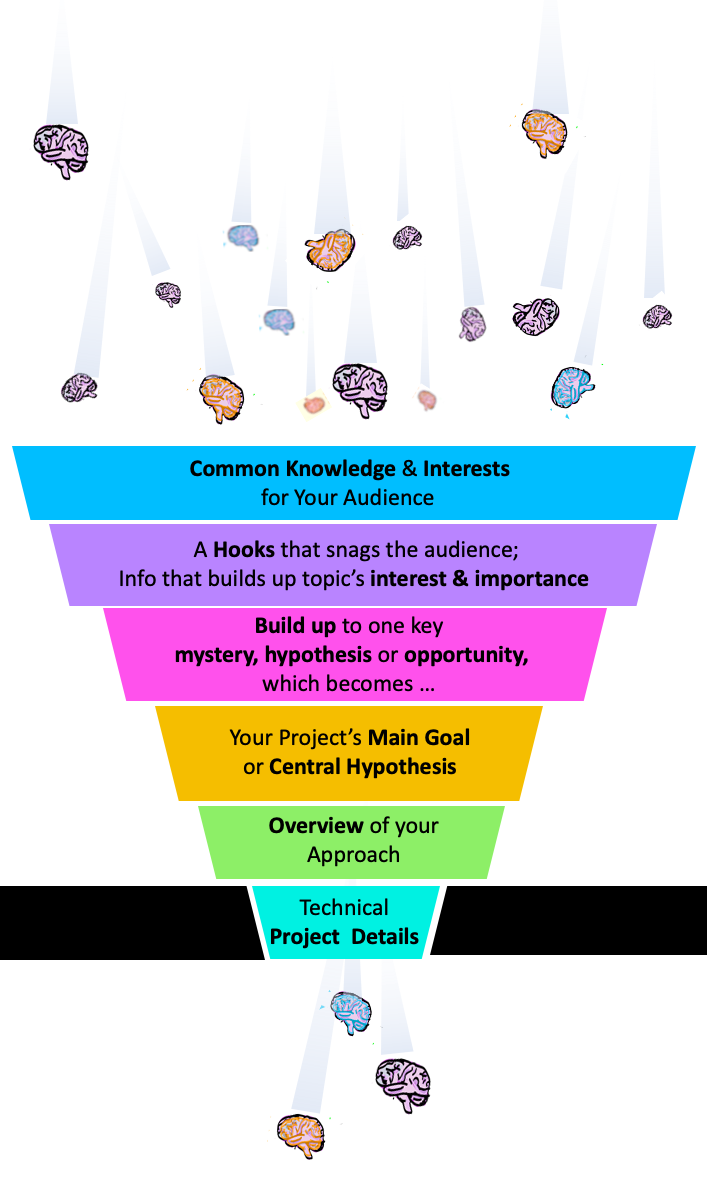 Common Knowledge & Interests
for Your Audience
A Hooks that snags the audience;
Info that builds up topic’s interest & importance
Build up to one key
mystery, hypothesis or opportunity,
which becomes …
Your Project’s Main Goal
or Central Hypothesis
Overview of your
Approach
Technical
Project Details